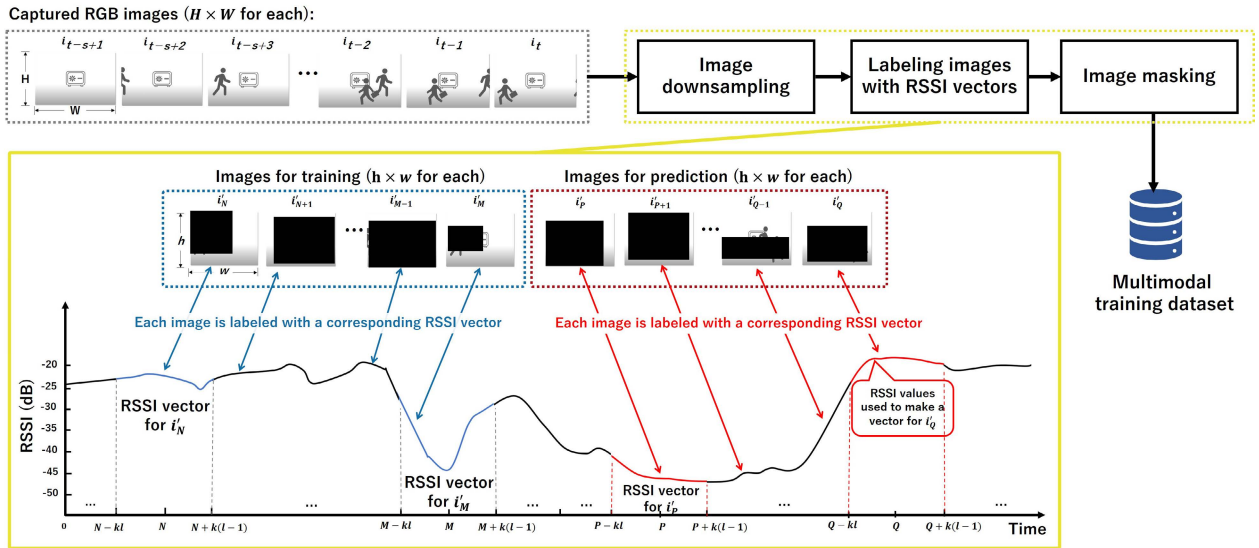 Captured RGB images (H × W for each):
i_{t-s+1} i_{t-s+2} i_{t-s+3} ... i_{t-2} i_{t-1} i_t
H
W
Image
downsampling
Labeling images
with RSSI vectors
Image masking
Multimodal
training dataset
Images for training (h × w for each)
i'_N i'_{N+1} ... i'_{M-1} i'_M
h
w
Images for prediction (h × w for each)
i'_P i'_{P+1} ... i'_{Q-1} i'_Q
Each image is labeled with a corresponding RSSI vector
Each image is labeled with a corresponding RSSI vector
RSSI (dB)
-20
-25
-30
-35
-40
-45
-50
RSSI vector
for i'_N
RSSI vector
for i'_M
RSSI vector
for i'_P
RSSI values
used to make a
vector for i'_Q
... ... ... ... ... ...
0 N − kl N N + k(l − 1) M − kl M M + k(l − 1) P − kl P P + k(l − 1) Q − kl Q Q + k(l − 1) Time